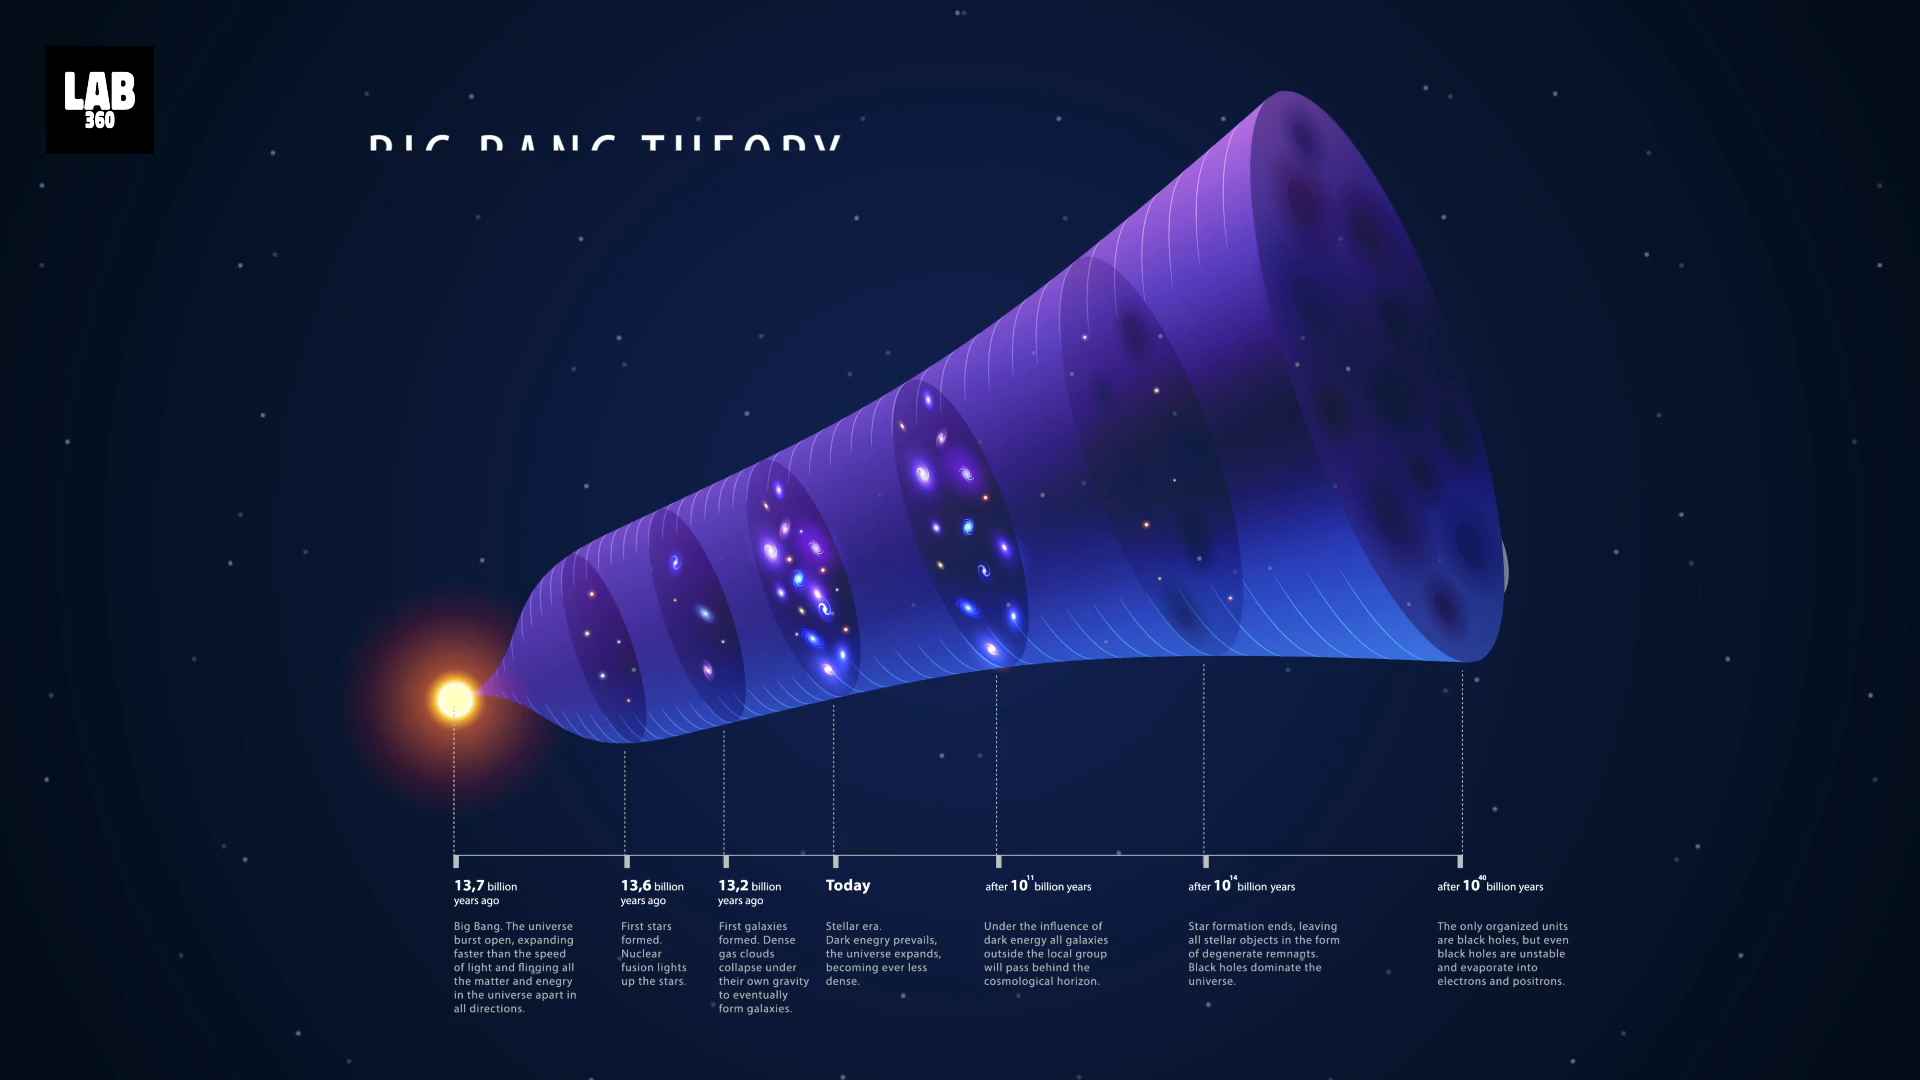 LAB
360
BIG BANG THEORY
13,7 billion
years ago
Big Bang. The universe
burst open, expanding
faster than the speed
of light and flinging all
the matter and enegry
in the universe apart in
all directions.
13,6 billion
years ago
First stars
formed.
Nuclear
fusion lights
up the stars.
13,2 billion
years ago
First galaxies
formed. Dense
gas clouds
collapse under
their own gravity
to eventually
form galaxies.
Today
Stellar era.
Dark enegry prevails,
the universe expands,
becoming ever less
dense.
after 10¹¹ billion years
Under the influence of
dark energy all galaxies
outside the local group
will pass behind the
cosmological horizon.
after 10¹⁴ billion years
Star formation ends, leaving
all stellar objects in the form
of degenerate remnagts.
Black holes dominate the
universe.
after 10⁴⁰ billion years
The only organized units
are black holes, but even
black holes are unstable
and evaporate into
electrons and positrons.